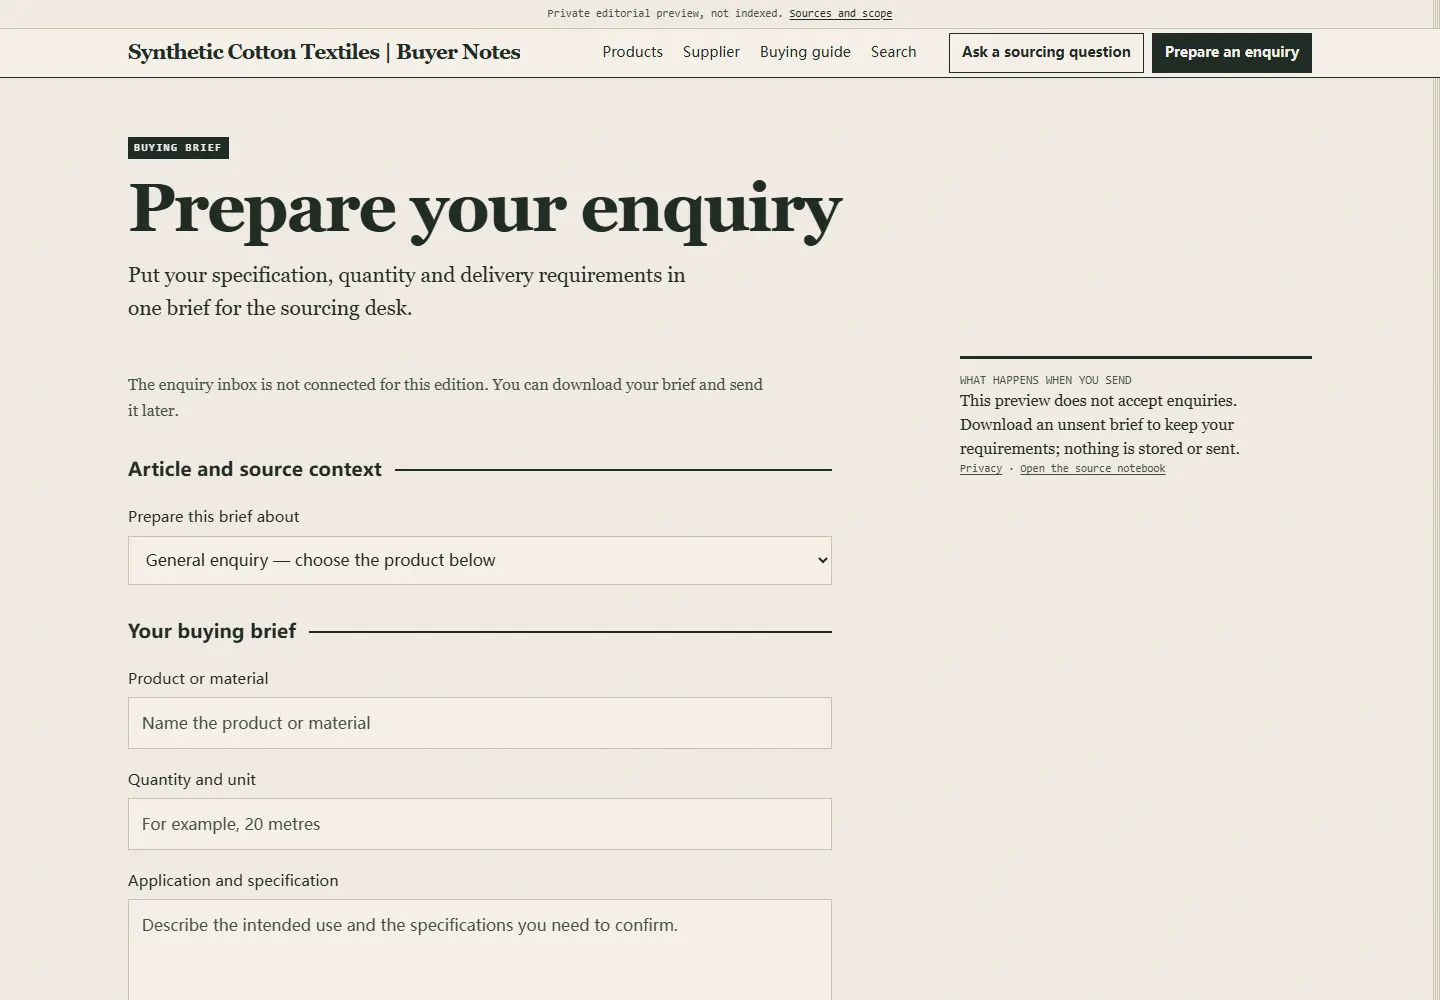 Private editorial preview, not indexed. Sources and scope
Synthetic Cotton Textiles | Buyer Notes
Products
Supplier
Buying guide
Search
Ask a sourcing question
Prepare an enquiry
BUYING BRIEF
Prepare your enquiry
Put your specification, quantity and delivery requirements in
one brief for the sourcing desk.
The enquiry inbox is not connected for this edition. You can download your brief and send
it later.
Article and source context
Prepare this brief about
General enquiry — choose the product below
Your buying brief
Product or material
Name the product or material
Quantity and unit
For example, 20 metres
Application and specification
Describe the intended use and the specifications you need to confirm.
WHAT HAPPENS WHEN YOU SEND
This preview does not accept enquiries.
Download an unsent brief to keep your
requirements; nothing is stored or sent.
Privacy · Open the source notebook